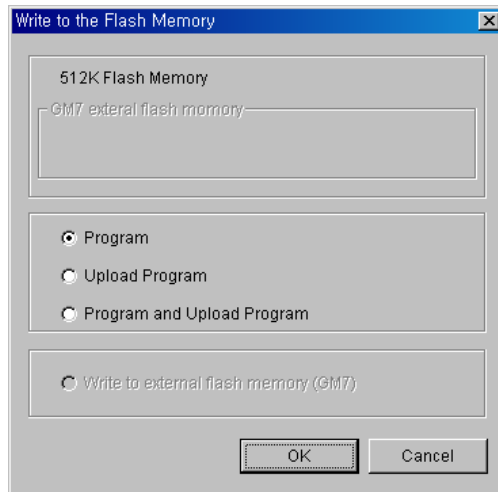 Write to the Flash Memory
512K Flash Memory
GM7 exteral flash momory
Program
Upload Program
Program and Upload Program
Write to external flash memory (GM7)
OK
Cancel